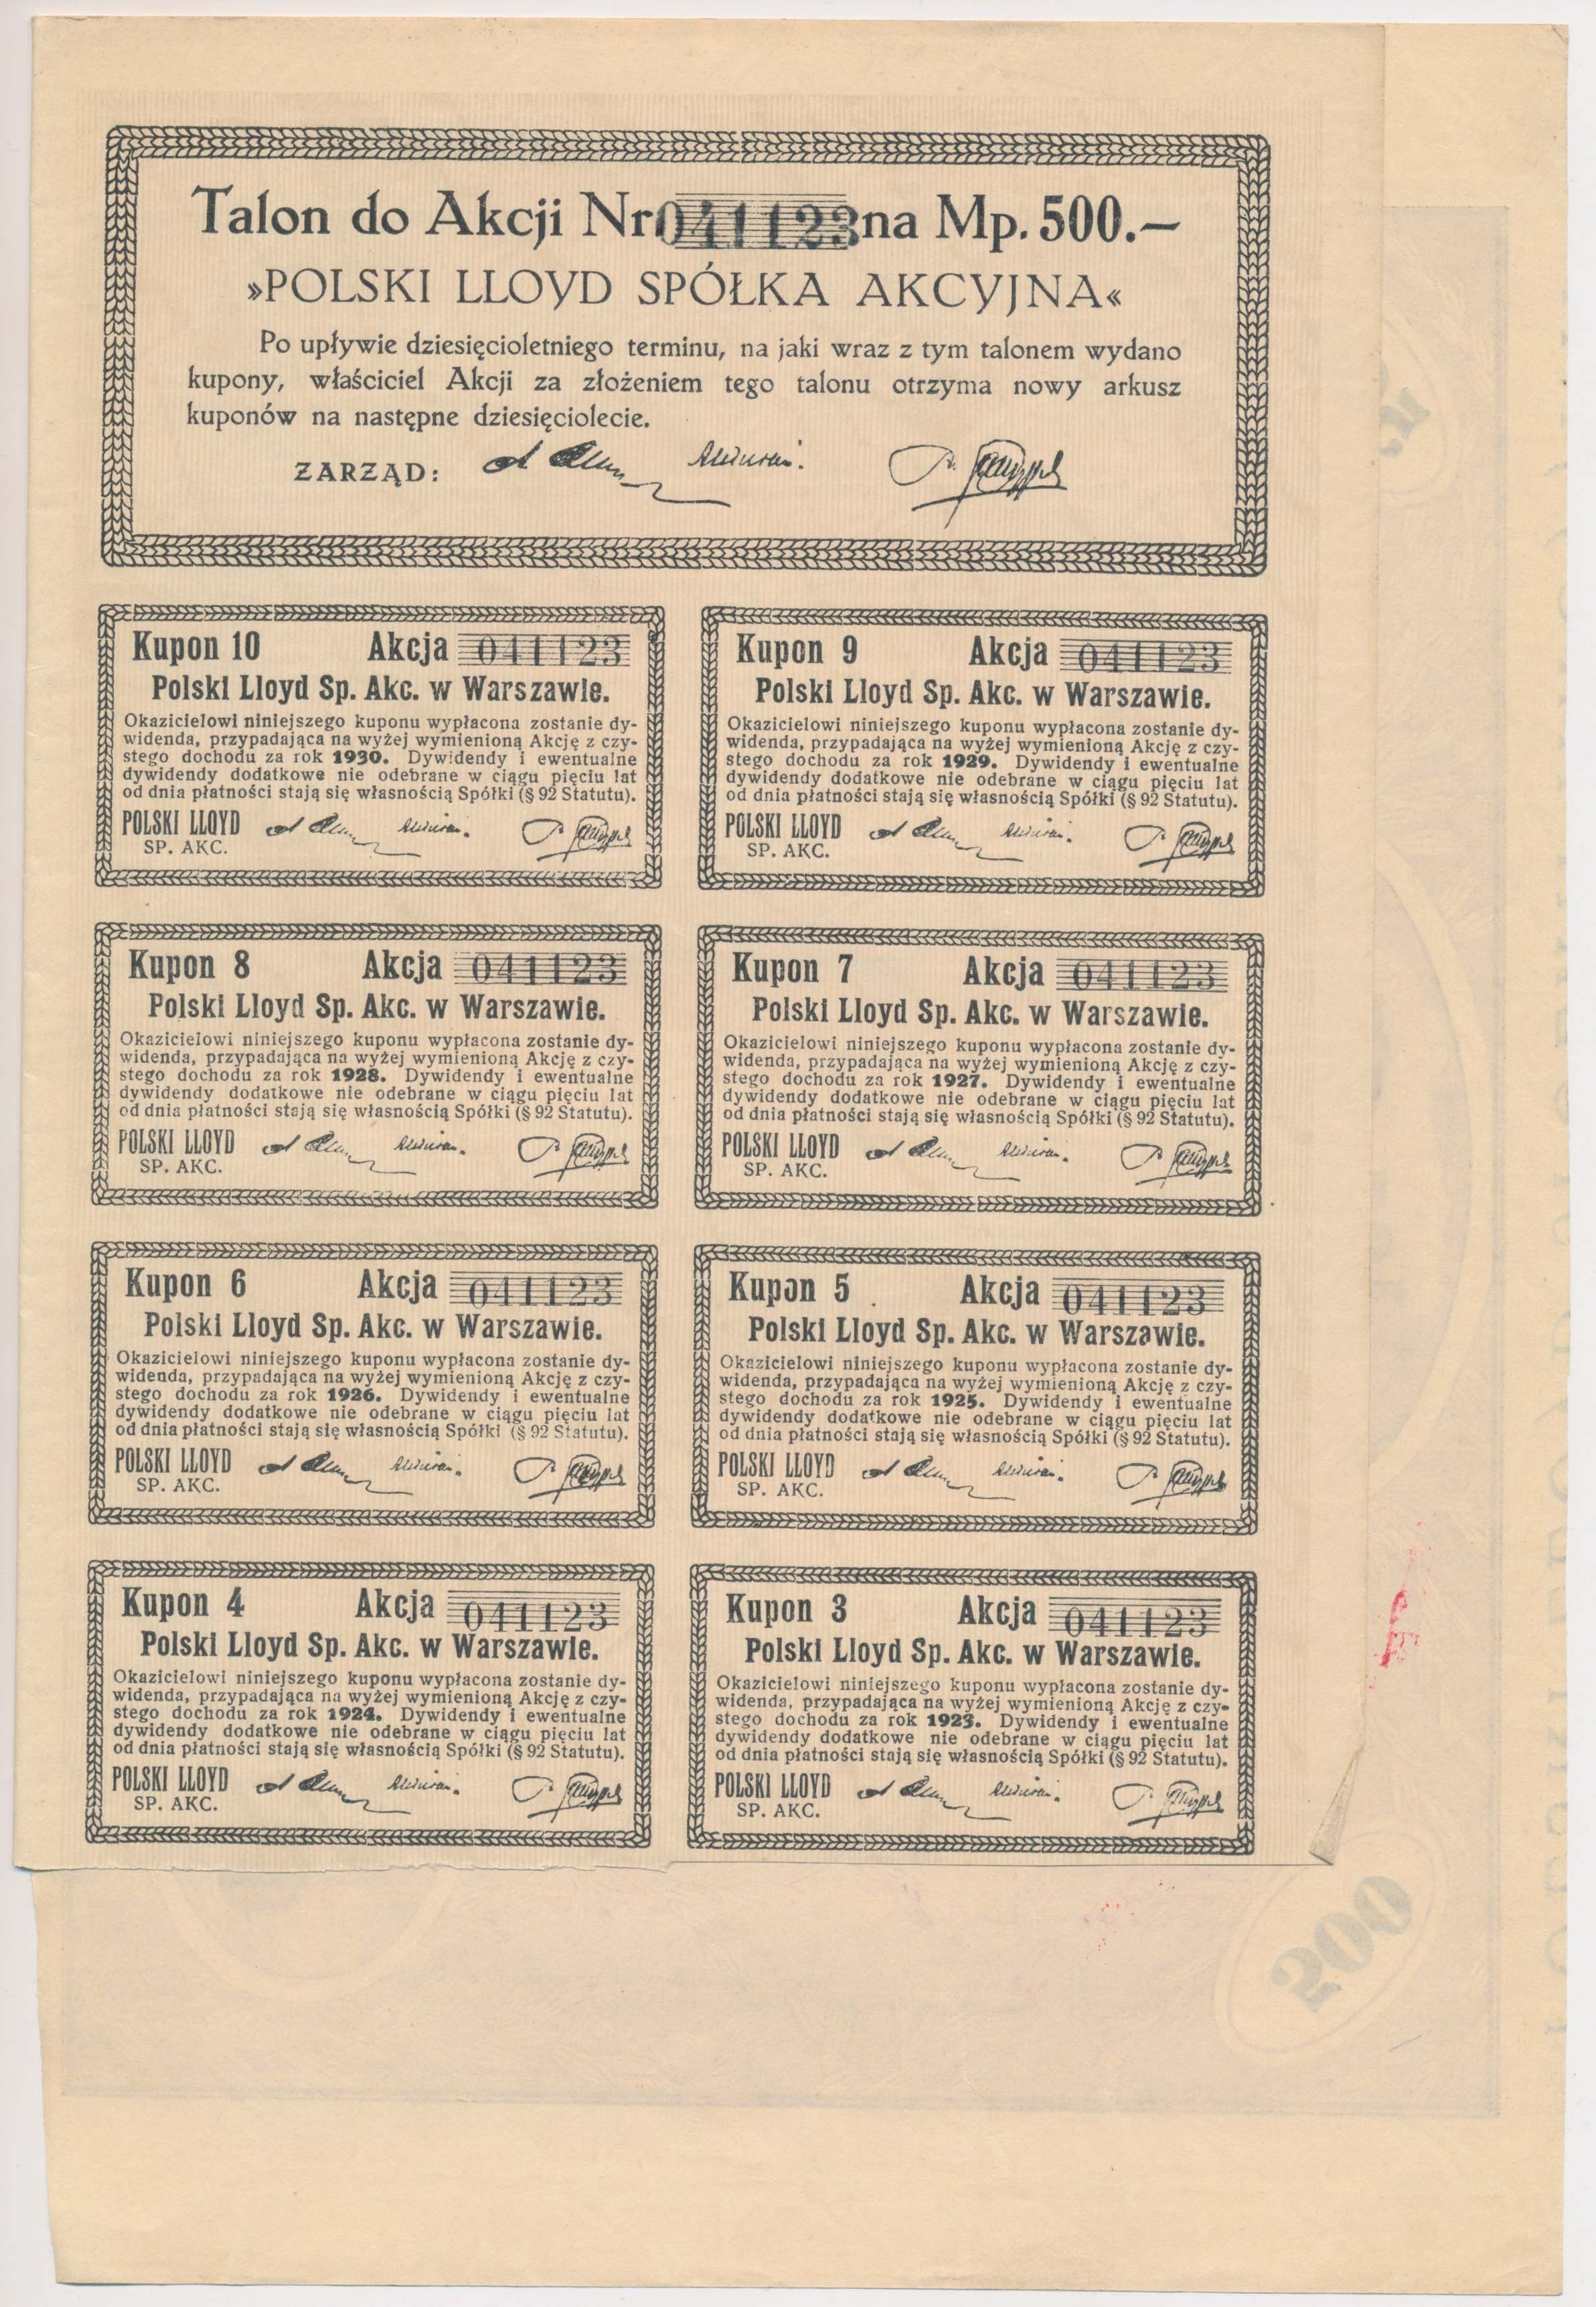 Talon do Akcji Nr 041123 na Mp. 500.—
»POLSKI LLOYD SPÓŁKA AKCYJNA«
Po upływie dziesięcioletniego terminu, na jaki wraz z tym talonem wydano
kupony, właściciel Akcji za złożeniem tego talonu otrzyma nowy arkusz
kuponów na następne dziesięciolecie.
ZARZĄD:
Kupon 10 Akcja 041123
Polski Lloyd Sp. Akc. w Warszawie.
Okazicielowi niniejszego kuponu wypłacona zostanie dy-
widenda, przypadająca na wyżej wymienioną Akcję z czy-
stego dochodu za rok 1930. Dywidendy i ewentualne
dywidendy dodatkowe nie odebrane w ciągu pięciu lat
od dnia płatności stają się własnością Spółki (§ 92 Statutu).
POLSKI LLOYD
SP. AKC.
Kupon 9 Akcja 041123
Polski Lloyd Sp. Akc. w Warszawie.
Okazicielowi niniejszego kuponu wypłacona zostanie dy-
widenda, przypadająca na wyżej wymienioną Akcję z czy-
stego dochodu za rok 1929. Dywidendy i ewentualne
dywidendy dodatkowe nie odebrane w ciągu pięciu lat
od dnia płatności stają się własnością Spółki (§ 92 Statutu).
POLSKI LLOYD
SP. AKC.
Kupon 8 Akcja 041123
Polski Lloyd Sp. Akc. w Warszawie.
Okazicielowi niniejszego kuponu wypłacona zostanie dy-
widenda, przypadająca na wyżej wymienioną Akcję z czy-
stego dochodu za rok 1928. Dywidendy i ewentualne
dywidendy dodatkowe nie odebrane w ciągu pięciu lat
od dnia płatności stają się własnością Spółki (§ 92 Statutu).
POLSKI LLOYD
SP. AKC.
Kupon 7 Akcja 041123
Polski Lloyd Sp. Akc. w Warszawie.
Okazicielowi niniejszego kuponu wypłacona zostanie dy-
widenda, przypadająca na wyżej wymienioną Akcję z czy-
stego dochodu za rok 1927. Dywidendy i ewentualne
dywidendy dodatkowe nie odebrane w ciągu pięciu lat
od dnia płatności stają się własnością Spółki (§ 92 Statutu).
POLSKI LLOYD
SP. AKC.
Kupon 6 Akcja 041123
Polski Lloyd Sp. Akc. w Warszawie.
Okazicielowi niniejszego kuponu wypłacona zostanie dy-
widenda, przypadająca na wyżej wymienioną Akcję z czy-
stego dochodu za rok 1926. Dywidendy i ewentualne
dywidendy dodatkowe nie odebrane w ciągu pięciu lat
od dnia płatności stają się własnością Spółki (§ 92 Statutu).
POLSKI LLOYD
SP. AKC.
Kupon 5 Akcja 041123
Polski Lloyd Sp. Akc. w Warszawie.
Okazicielowi niniejszego kuponu wypłacona zostanie dy-
widenda, przypadająca na wyżej wymienioną Akcję z czy-
stego dochodu za rok 1925. Dywidendy i ewentualne
dywidendy dodatkowe nie odebrane w ciągu pięciu lat
od dnia płatności stają się własnością Spółki (§ 92 Statutu).
POLSKI LLOYD
SP. AKC.
Kupon 4 Akcja 041123
Polski Lloyd Sp. Akc. w Warszawie.
Okazicielowi niniejszego kuponu wypłacona zostanie dy-
widenda, przypadająca na wyżej wymienioną Akcję z czy-
stego dochodu za rok 1924. Dywidendy i ewentualne
dywidendy dodatkowe nie odebrane w ciągu pięciu lat
od dnia płatności stają się własnością Spółki (§ 92 Statutu).
POLSKI LLOYD
SP. AKC.
Kupon 3 Akcja 041123
Polski Lloyd Sp. Akc. w Warszawie.
Okazicielowi niniejszego kuponu wypłacona zostanie dy-
widenda, przypadająca na wyżej wymienioną Akcję z czy-
stego dochodu za rok 1923. Dywidendy i ewentualne
dywidendy dodatkowe nie odebrane w ciągu pięciu lat
od dnia płatności stają się własnością Spółki (§ 92 Statutu).
POLSKI LLOYD
SP. AKC.